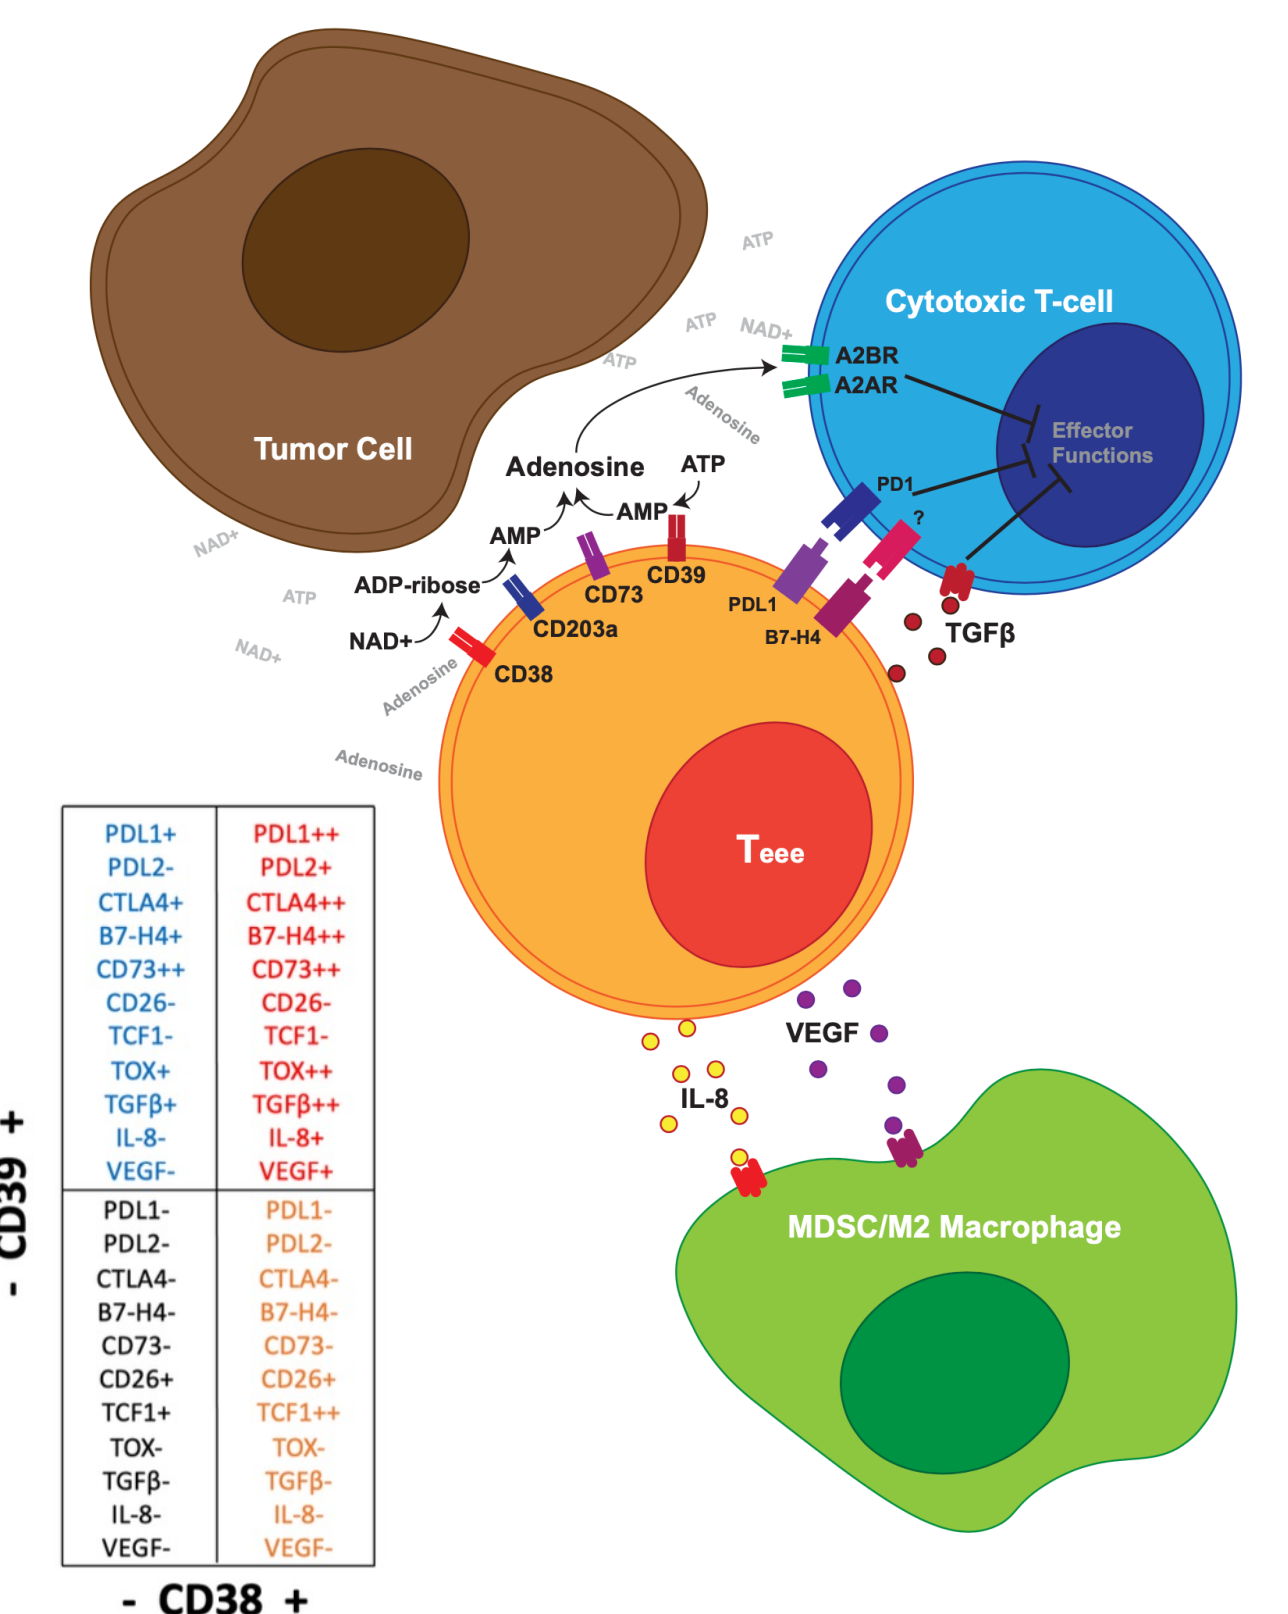 ATP
Cytotoxic T-cell
ATP
NAD+
ATP
A2BR
A2AR
Adenosine
Tumor Cell
Effector
Functions
Adenosine
ATP
PD1
AMP
?
AMP
NAD+
CD39
ADP-ribose
CD73
ATP
PDL1
CD203a
TGFβ
B7-H4
NAD+
NAD+
CD38
Adenosine
Adenosine
Teee
VEGF
IL-8
MDSC/M2 Macrophage
PDL1+ PDL1++
PDL2- PDL2+
CTLA4+ CTLA4++
B7-H4+ B7-H4++
CD73++ CD73++
CD26- CD26-
TCF1- TCF1-
TOX+ TOX++
TGFβ+ TGFβ++
IL-8- IL-8+
VEGF- VEGF+
PDL1- PDL1-
PDL2- PDL2-
CTLA4- CTLA4-
B7-H4- B7-H4-
CD73- CD73-
CD26+ CD26+
TCF1+ TCF1++
TOX- TOX-
TGFβ- TGFβ-
IL-8- IL-8-
VEGF- VEGF-
- CD39 +
- CD38 +